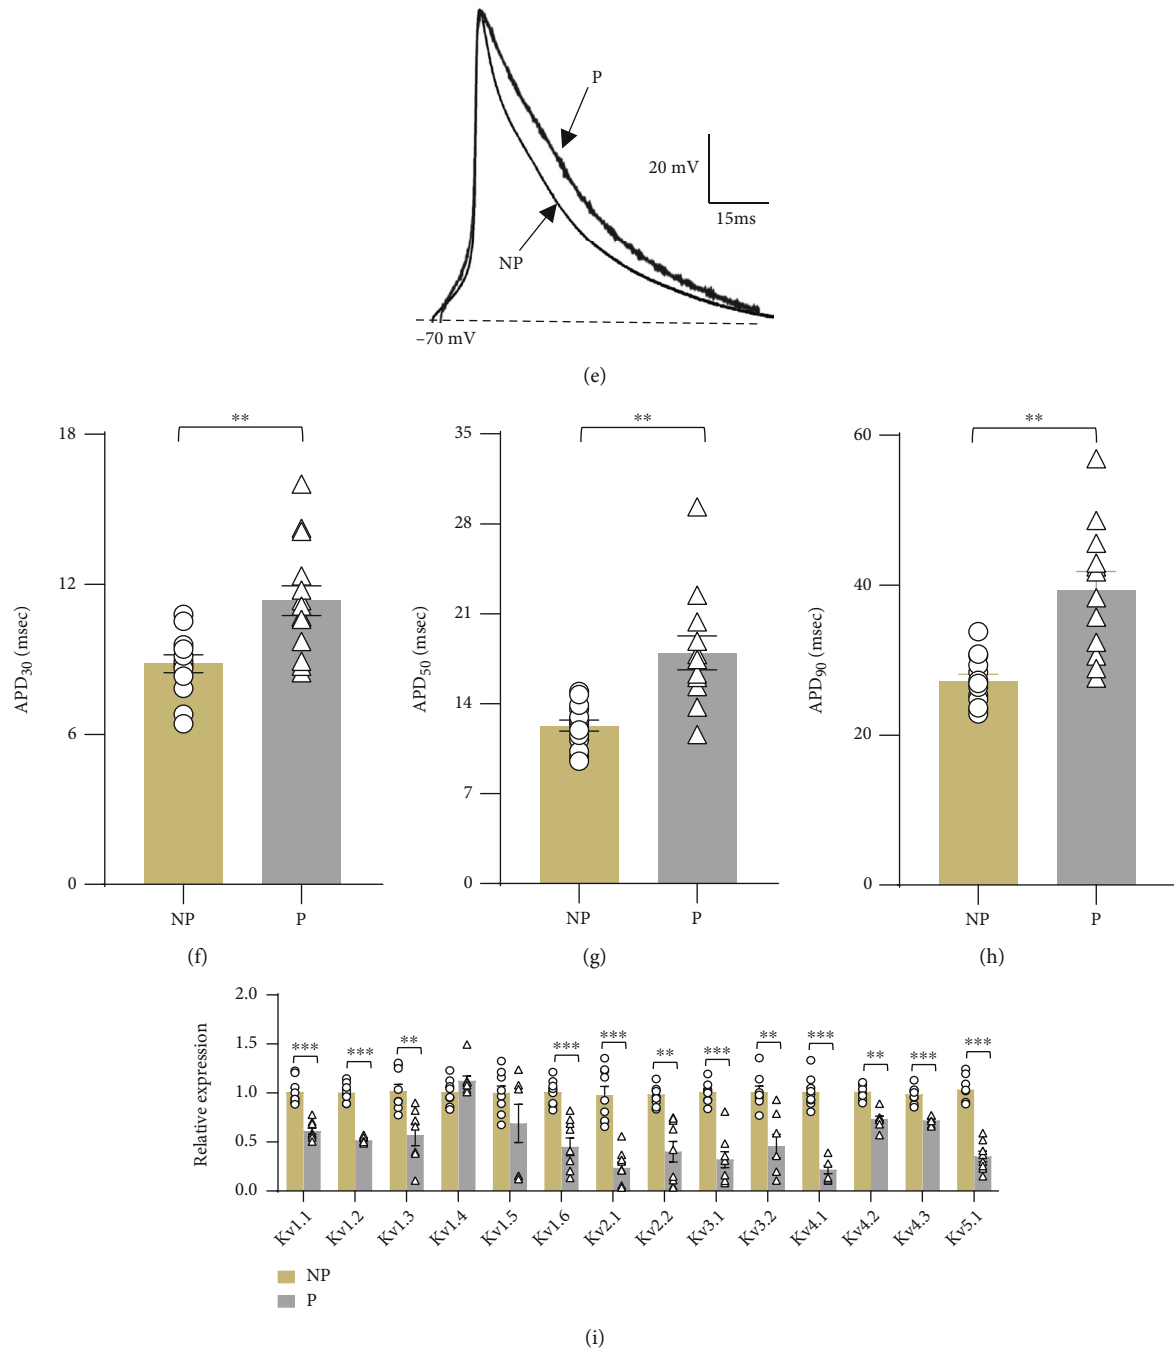 P
20 mV
15ms
NP
–70 mV
(e)
**
18
12
6
0
APD30 (msec)
NP P
(f)
**
35
28
21
14
7
0
APD50 (msec)
NP P
(g)
**
60
40
20
0
APD90 (msec)
NP P
(h)
2.0
1.5
1.0
0.5
0.0
Relative expression
*** *** ** *** *** ** *** ** *** ** *** ***
Kv1.1 Kv1.2 Kv1.3 Kv1.4 Kv1.5 Kv1.6 Kv2.1 Kv2.2 Kv3.1 Kv3.2 Kv4.1 Kv4.2 Kv4.3 Kv5.1
NP
P
(i)